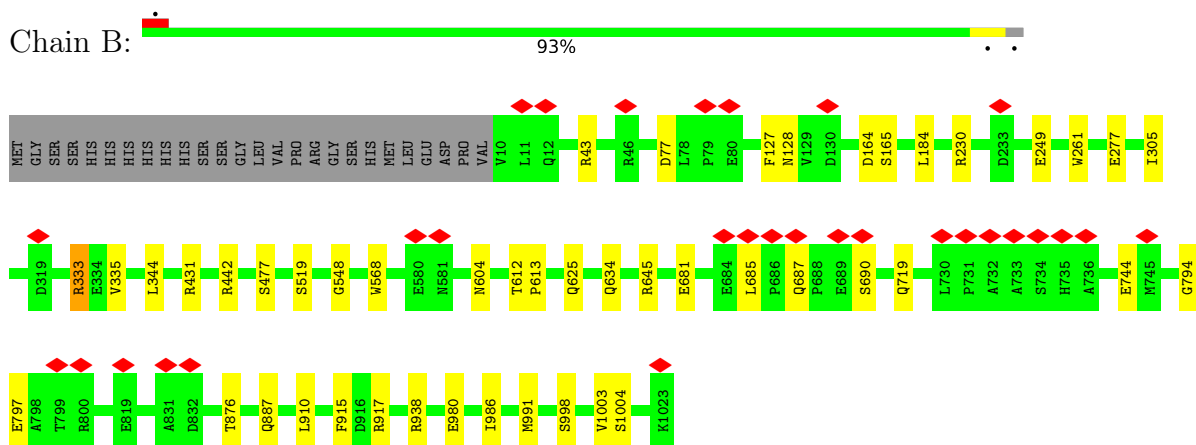 Chain B:
93%
MET GLY SER SER HIS HIS HIS HIS HIS HIS SER SER GLY LEU VAL PRO ARG GLY SER HIS MET LEU GLU ASP PRO VAL V10 L11 Q12 R43 R46 D77 L78 P79 E80 F127 N128 V129 D130 D164 S165 L184 R230 D233 E249 W261 E277 I305
D319 R333 E334 V335 L344 R431 R442 S477 S519 G548 W568 E580 N581 N604 T612 P613 Q625 Q634 R645 E681 E684 L685 P686 Q687 P688 E689 S690 Q719 L730 P731 A732 A733 S734 H735 A736 E744 M745 G794
E797 A798 T799 R800 E819 A831 D832 T876 Q887 L910 F915 D916 R917 R938 E980 I986 M991 S998 V1003 S1004 K1023